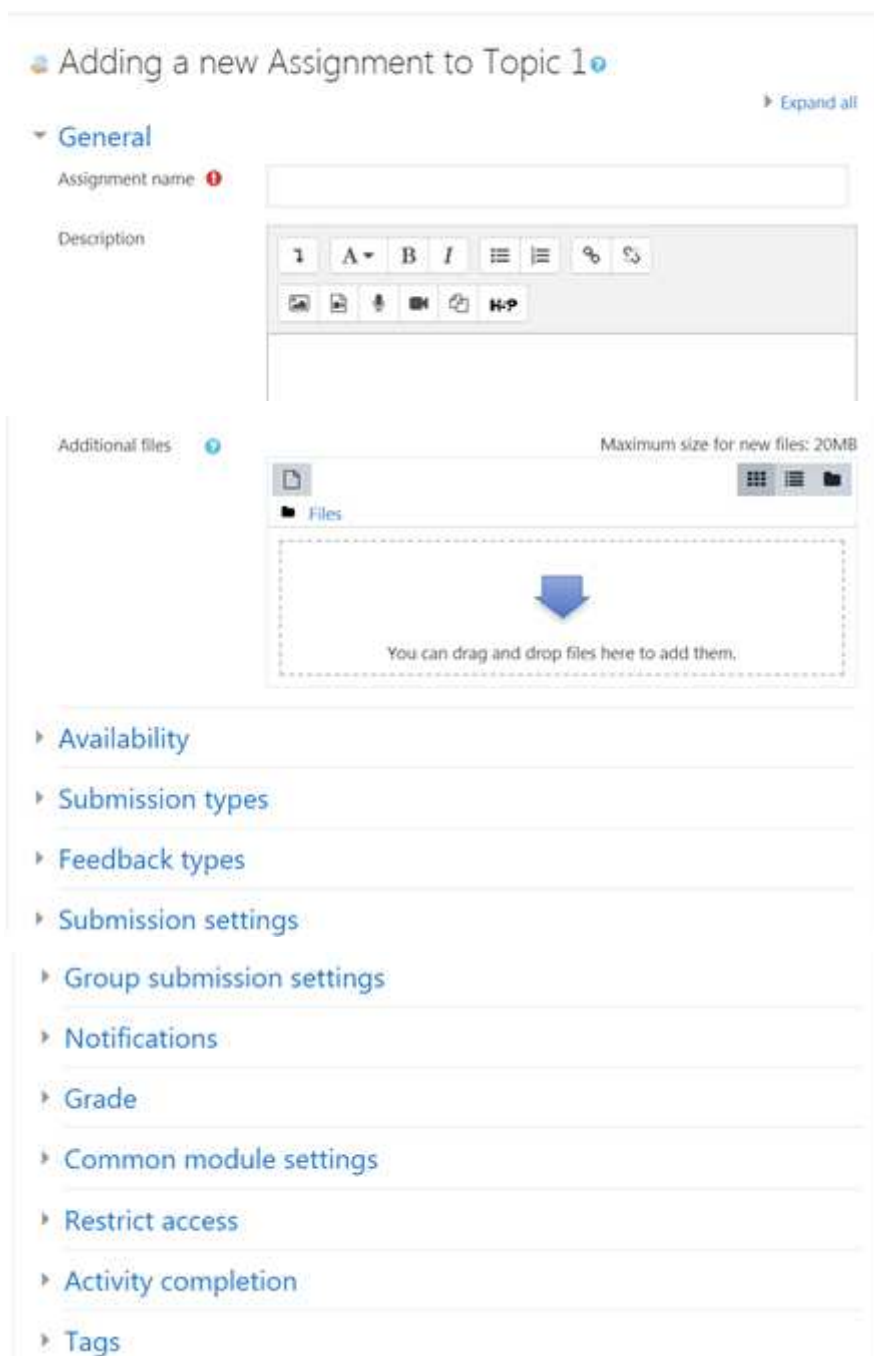 Adding a new Assignment to Topic 1
Expand all
General
Assignment name
Description
A B I
H-P
Additional files
Maximum size for new files: 20MB
Files
You can drag and drop files here to add them.
Availability
Submission types
Feedback types
Submission settings
Group submission settings
Notifications
Grade
Common module settings
Restrict access
Activity completion
Tags